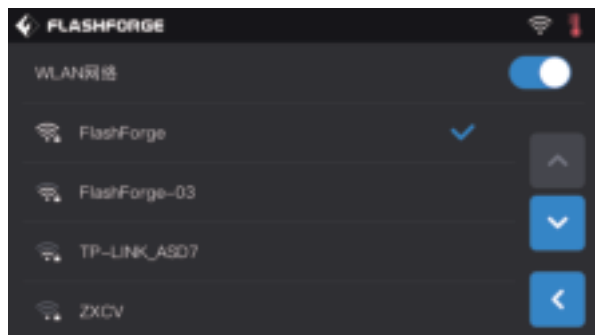 FLASHFORGE
WLAN网络
FlashForge
FlashForge-03
TP-LINK_ASD7
ZXCV